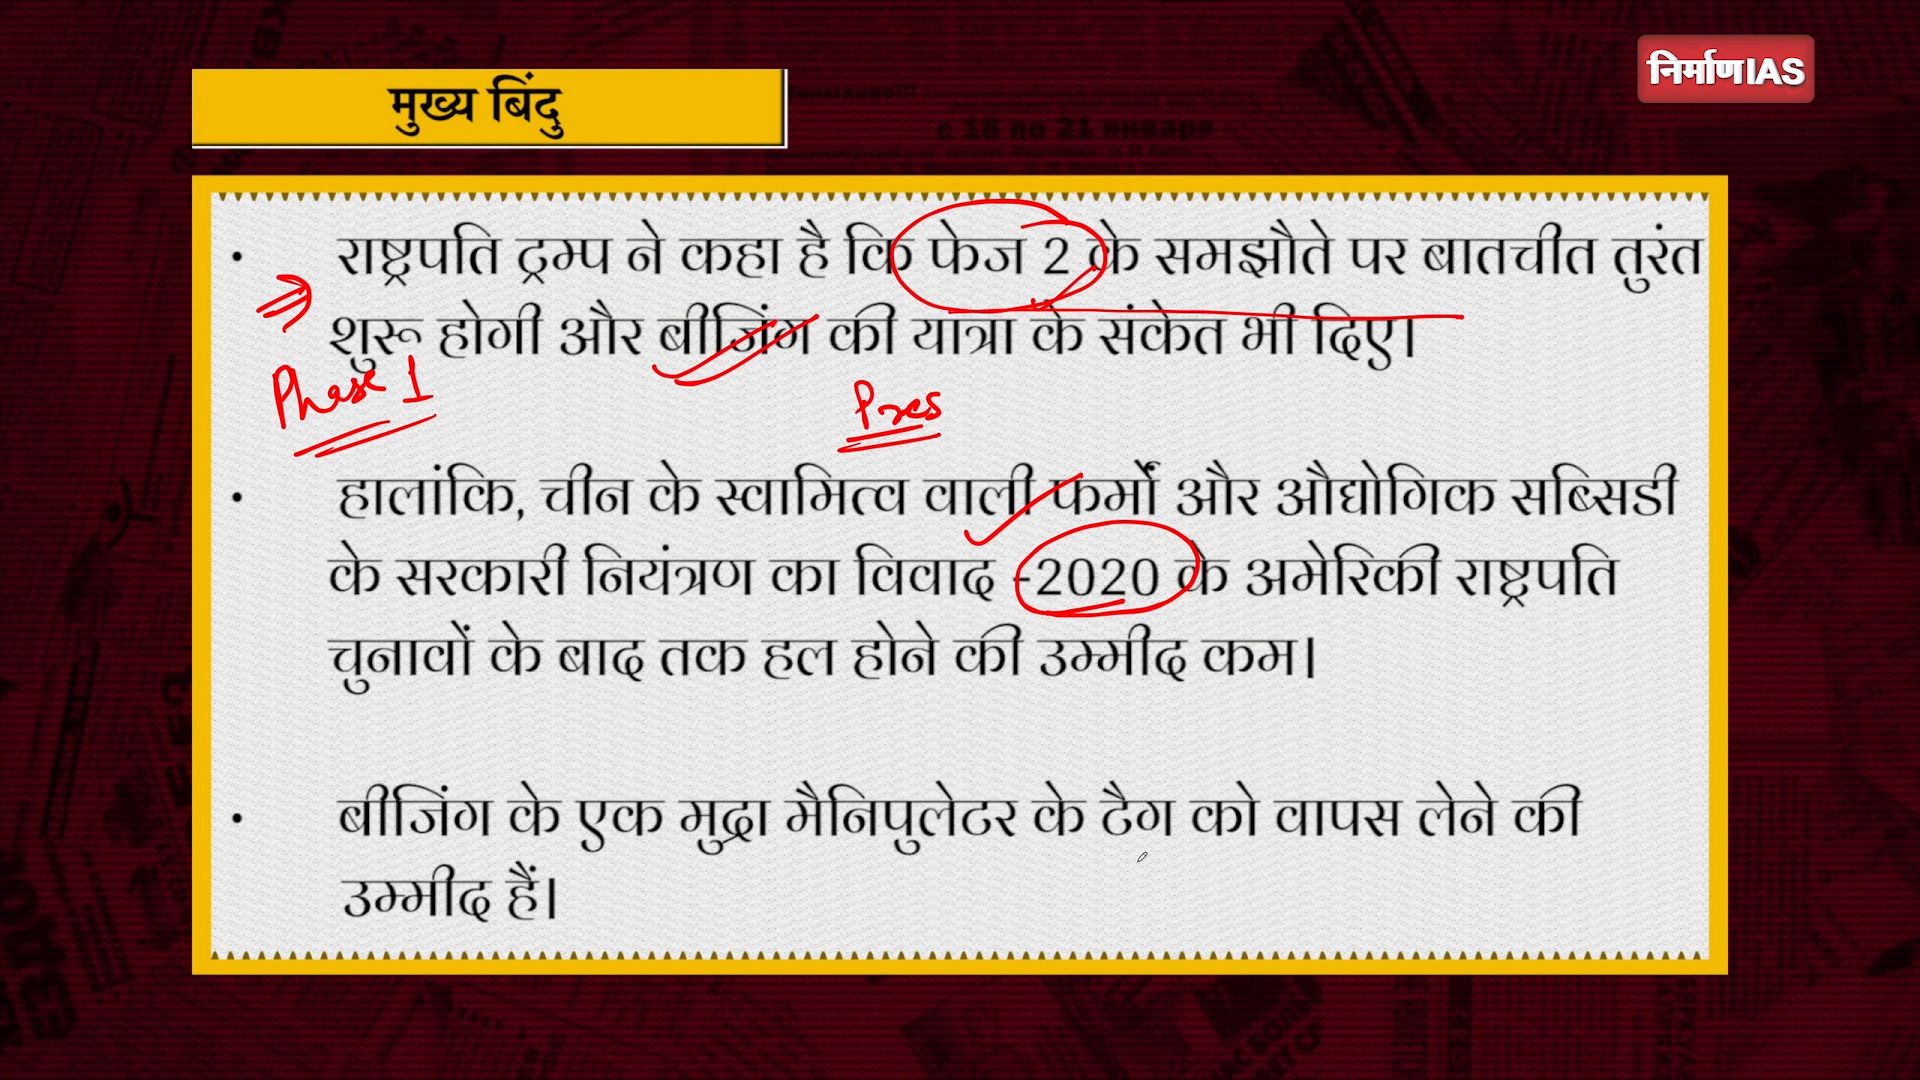 निर्माण IAS
मुख्य बिंदु
• राष्ट्रपति ट्रम्प ने कहा है कि फेज 2 के समझौते पर बातचीत तुरंत
शुरू होगी और बीजिंग की यात्रा के संकेत भी दिए।
Phase 1
Pres
• हालांकि, चीन के स्वामित्व वाली फर्मों और औद्योगिक सब्सिडी
के सरकारी नियंत्रण का विवाद -2020 के अमेरिकी राष्ट्रपति
चुनावों के बाद तक हल होने की उम्मीद कम।
• बीजिंग के एक मुद्रा मैनिपुलेटर के टैग को वापस लेने की
उम्मीद हैं।